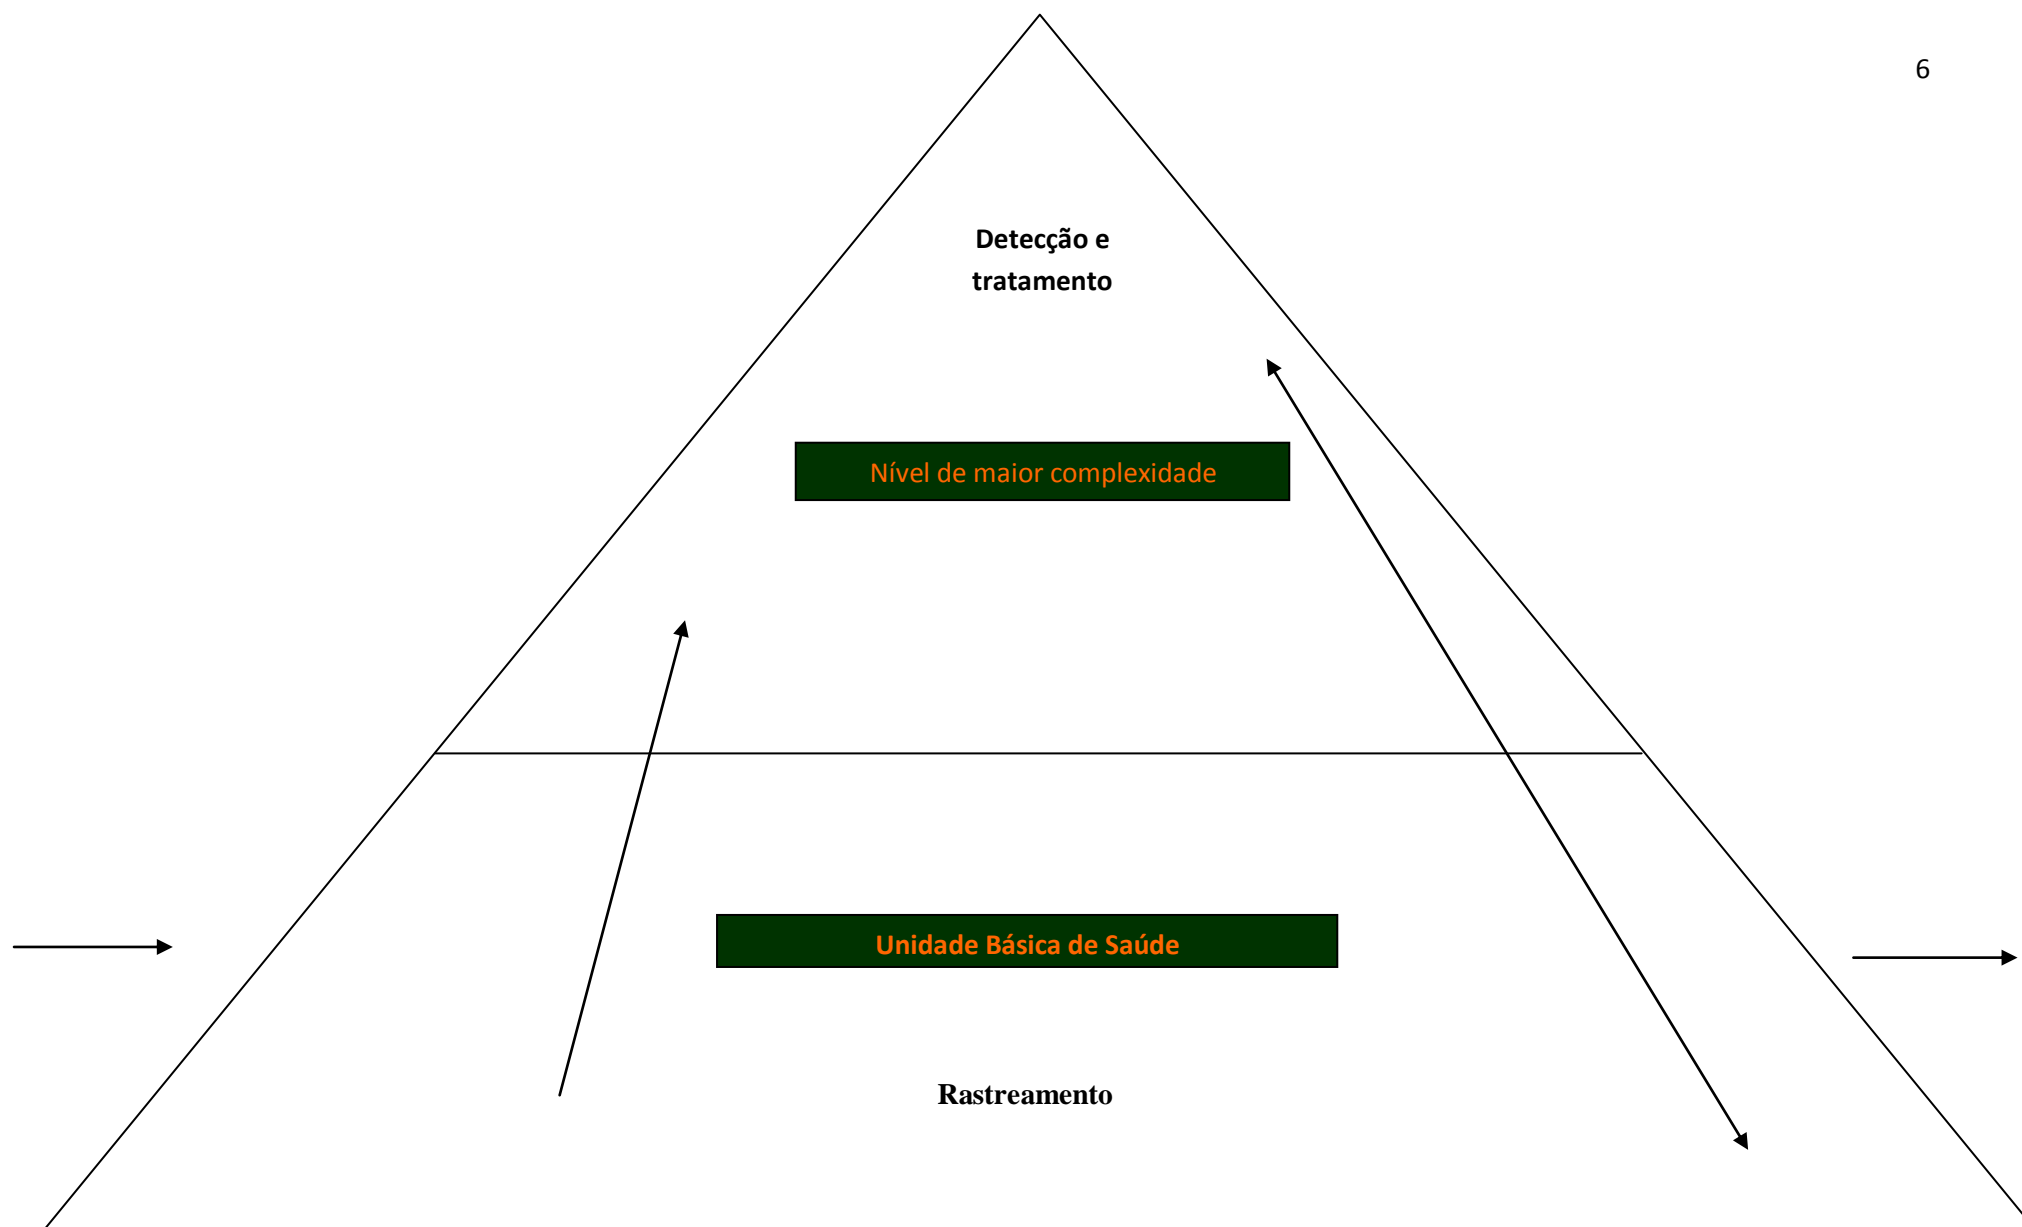 6
Detecção e
tratamento
Nível de maior complexidade
Unidade Básica de Saúde
Rastreamento